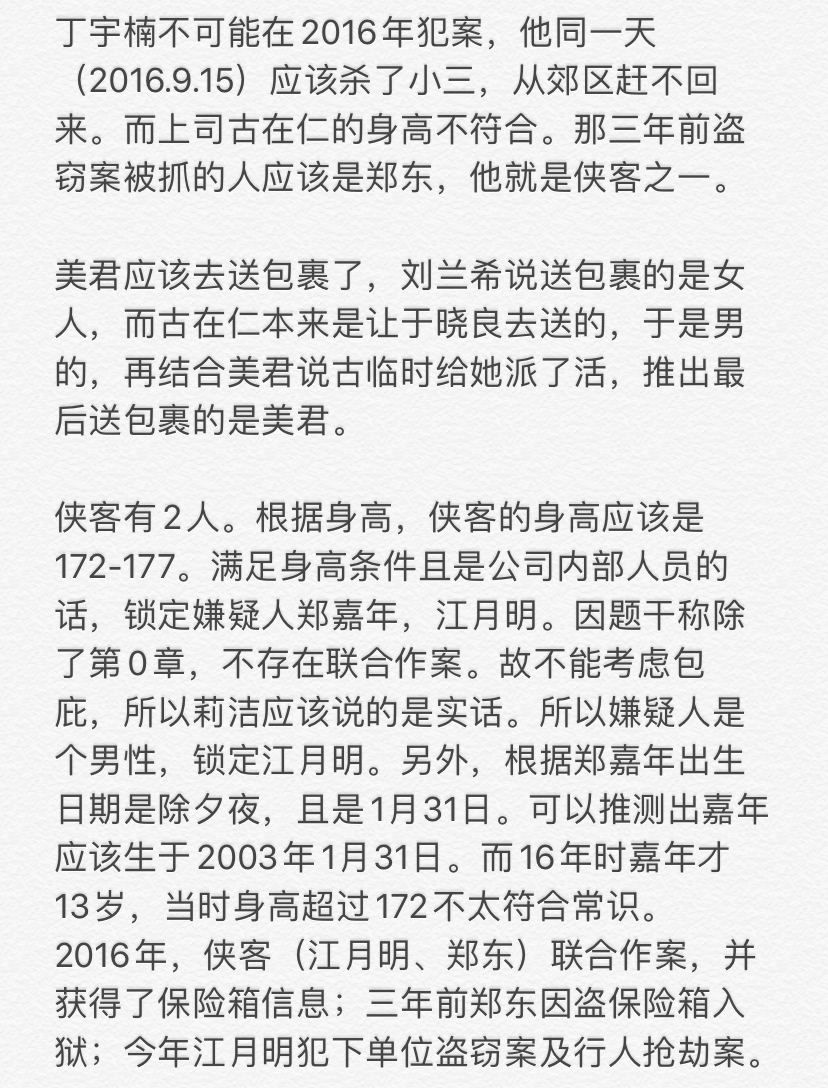 丁宇楠不可能在2016年犯案，他同一天
（2016.9.15）应该杀了小三，从郊区赶不回
来。而上司古在仁的身高不符合。那三年前盗
窃案被抓的人应该是郑东，他就是侠客之一。
美君应该去送包裹了，刘兰希说送包裹的是女
人，而古在仁本来是让于晓良去送的，于是男
的，再结合美君说古临时给她派了活，推出最
后送包裹的是美君。
侠客有2人。根据身高，侠客的身高应该是
172-177。满足身高条件且是公司内部人员的
话，锁定嫌疑人郑嘉年，江月明。因题干称除
了第0章，不存在联合作案。故不能考虑包
庇，所以莉洁应该说的是实话。所以嫌疑人是
个男性，锁定江月明。另外，根据郑嘉年出生
日期是除夕夜，且是1月31日。可以推测出嘉年
应该生于2003年1月31日。而16年时嘉年才
13岁，当时身高超过172不太符合常识。
2016年，侠客（江月明、郑东）联合作案，并
获得了保险箱信息；三年前郑东因盗保险箱入
狱；今年江月明犯下单位盗窃案及行人抢劫案。